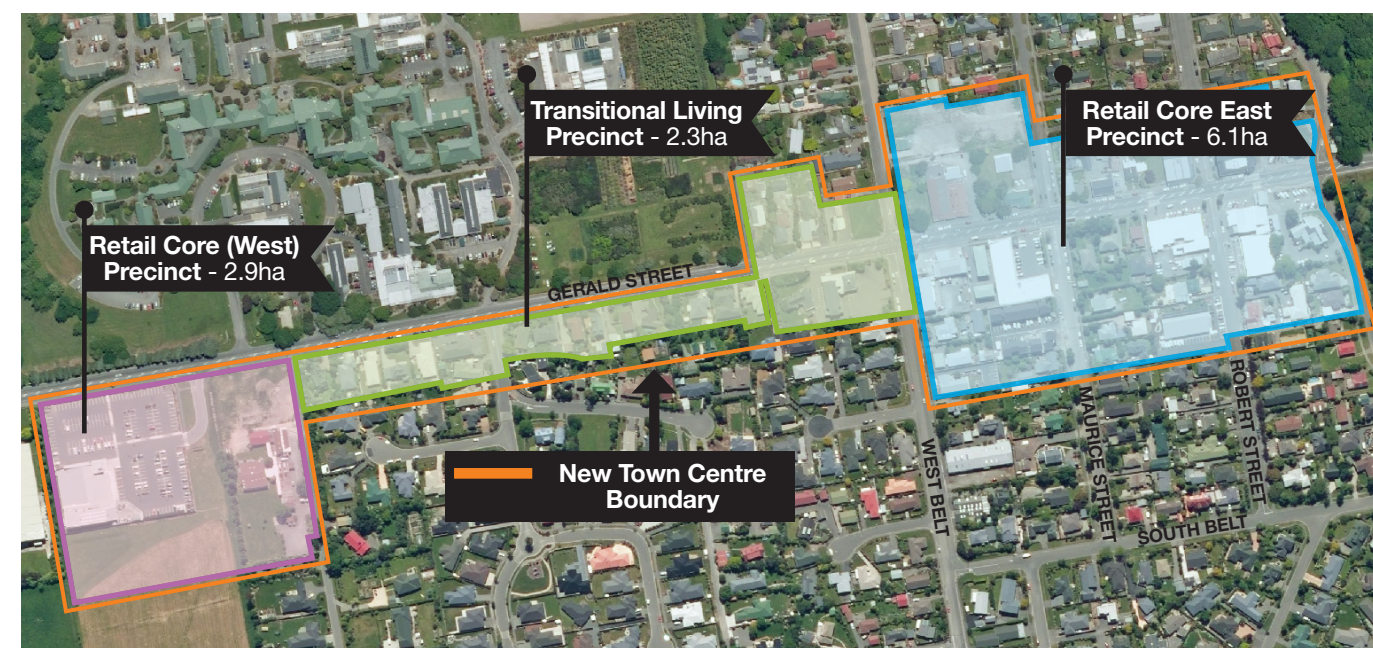 Transitional Living
Precinct - 2.3ha
Retail Core East
Precinct - 6.1ha
Retail Core (West)
Precinct - 2.9ha
GERALD STREET
New Town Centre
Boundary
WEST BELT
MAURICE STREET
ROBERT STREET
SOUTH BELT